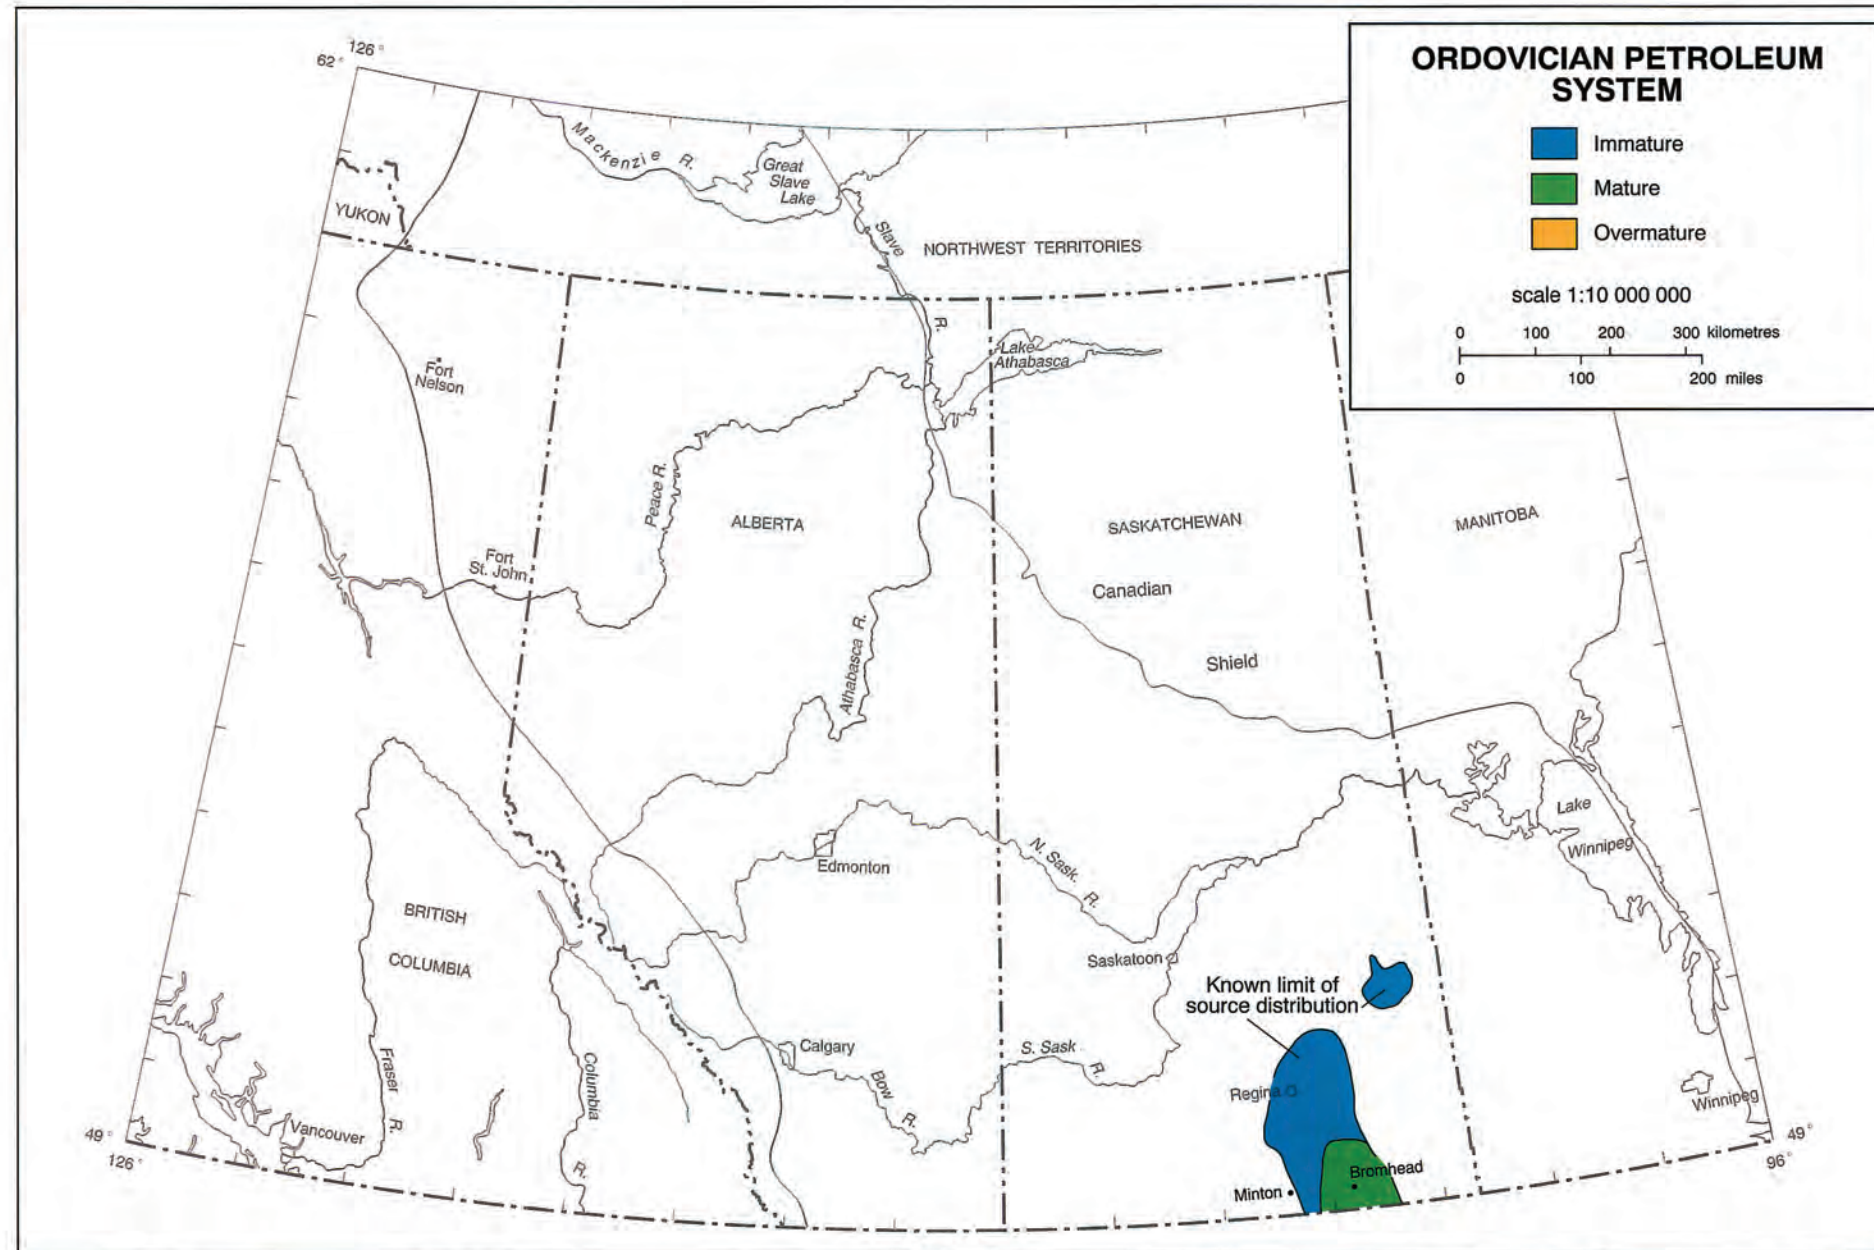 ORDOVICIAN PETROLEUM
SYSTEM
Immature
Mature
Overmature
scale 1:10 000 000
0 100 200 300 kilometres
0 100 200 miles
126°
62°
Mackenzie R.
Great
Slave
Lake
YUKON
Slave
R.
NORTHWEST TERRITORIES
Fort
Nelson
Lake
Athabasca
Peace R.
ALBERTA
SASKATCHEWAN
MANITOBA
Fort
St. John
Canadian
Shield
Athabasca R.
Lake
Winnipeg
Edmonton
N. Sask.
R.
BRITISH
COLUMBIA
Saskatoon
Known limit of
source distribution
Calgary
S. Sask
R.
Bow
R.
Fraser
R.
Columbia
R.
Regina
Winnipeg
Vancouver
Bromhead
Minton
49°
126°
49°
96°